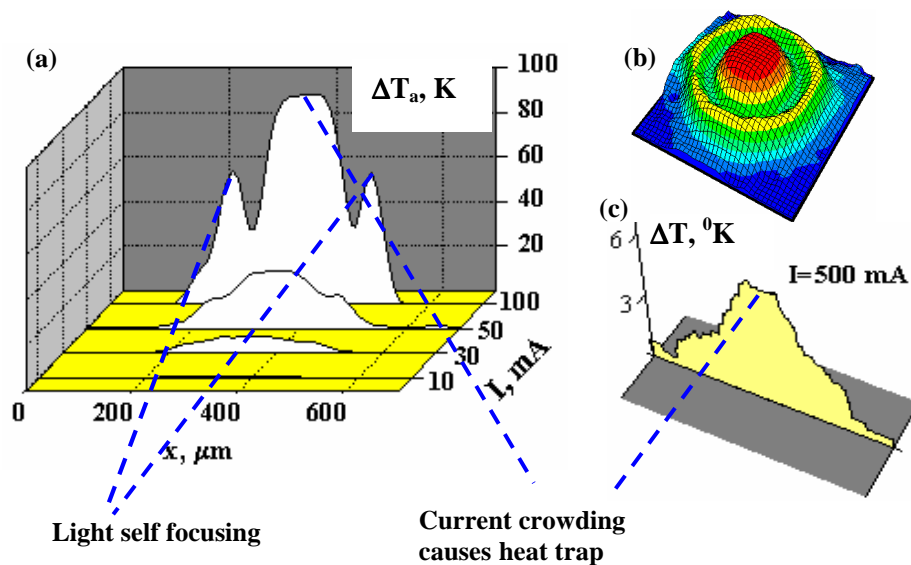 (a)
ΔTₐ, K
100
80
60
40
20
100
50
30
10
I, mA
0
200
400
600
x, μm
(b)
(c)
ΔT, ⁰K
6
3
I=500 mA
Light self focusing
Current crowding
causes heat trap